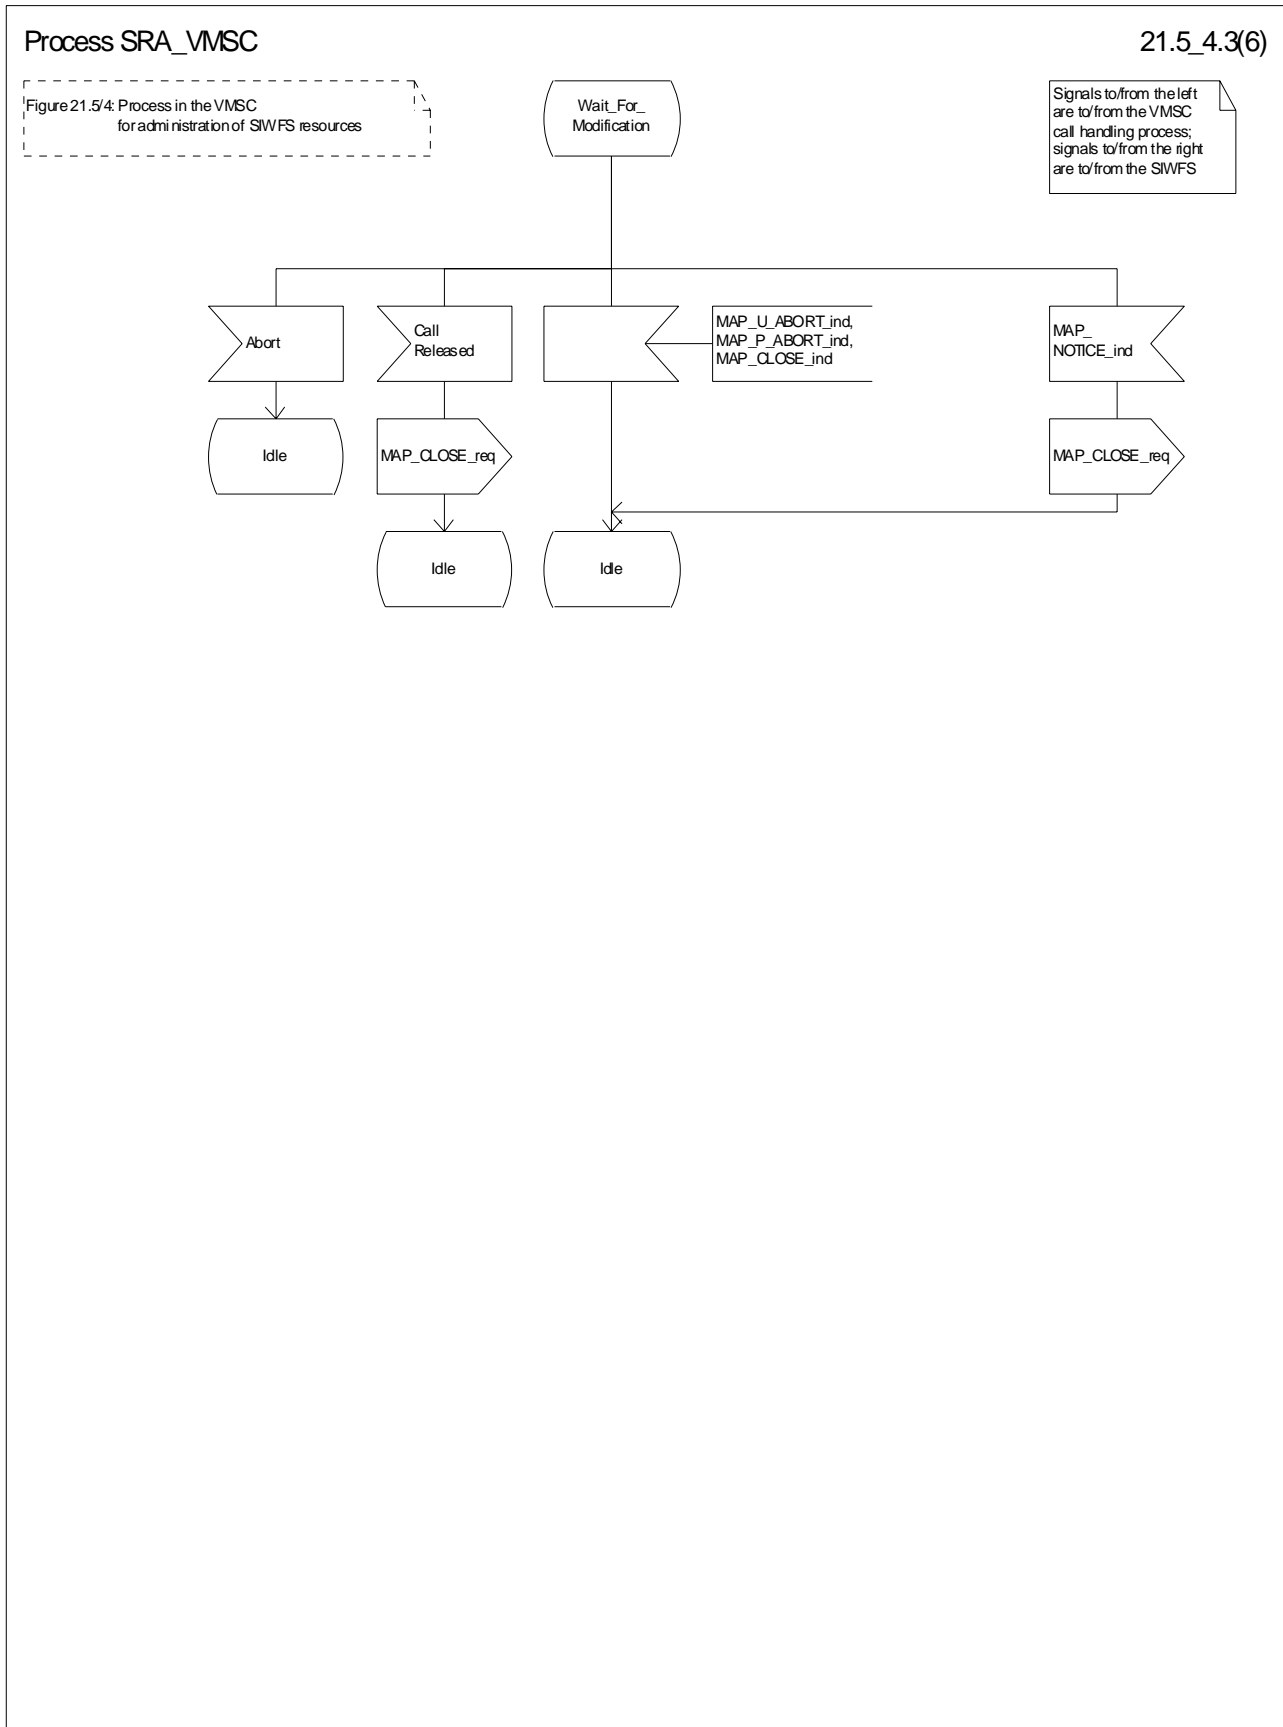 Process SRA_VMSC
21.5_4.3(6)
Figure 21.5/4: Process in the VMSC
for administration of SIWFS resources
Wait_For_
Modification
Signals to/from the left
are to/from the VMSC
call handling process;
signals to/from the right
are to/from the SIWFS
Abort
Call
Released
MAP_U_ABORT_ind,
MAP_P_ABORT_ind,
MAP_CLOSE_ind
MAP_
NOTICE_ind
Idle
MAP_CLOSE_req
MAP_CLOSE_req
Idle
Idle